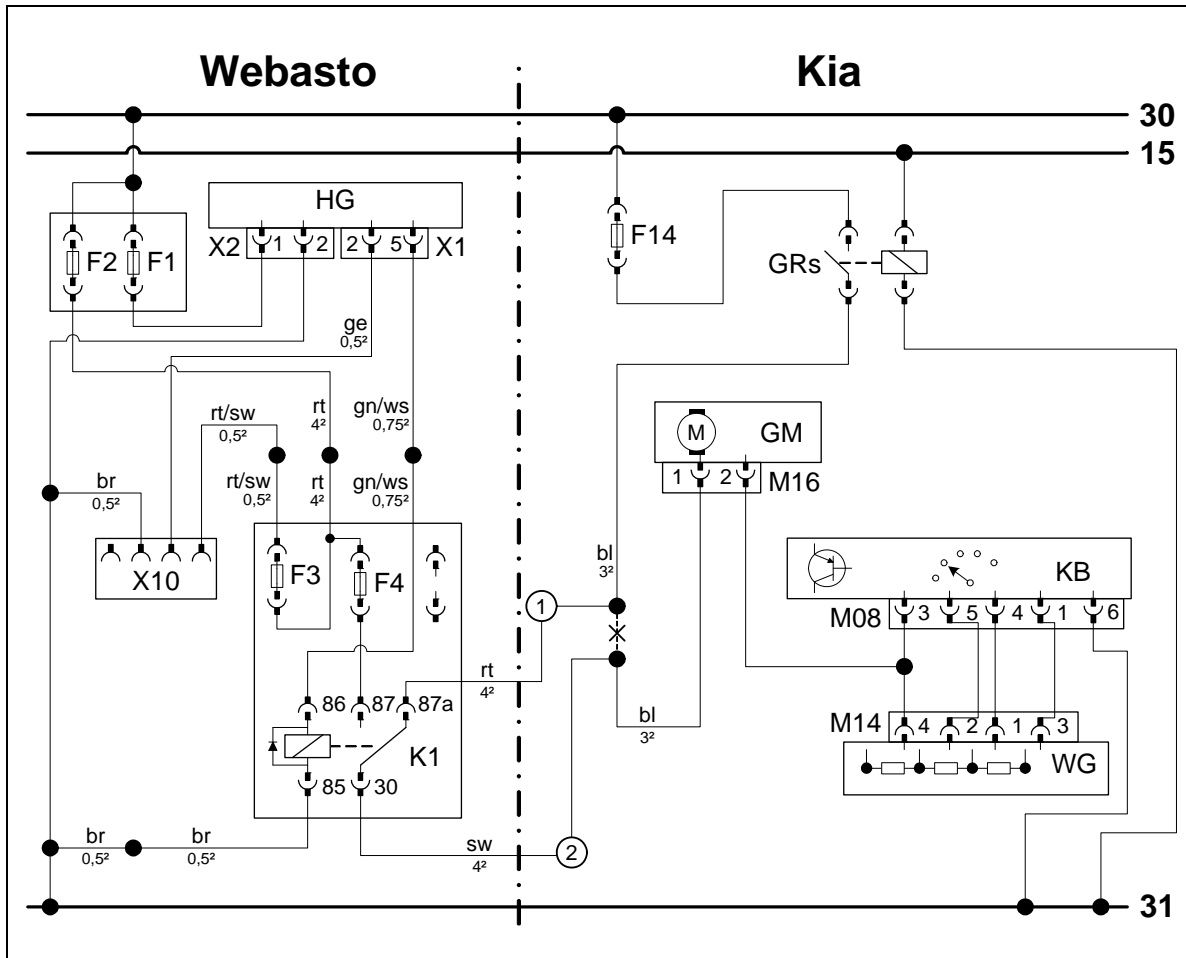 Webasto
Kia
30
15
HG
X2 1 2 2 5 X1
F2 F1
F14
GRs
ge
0,5²
rt/sw
0,5²
rt
4²
gn/ws
0,75²
rt/sw
0,5²
rt
4²
gn/ws
0,75²
br
0,5²
X10
F3 F4
M GM
1 2 M16
bl
3²
KB
M08 3 5 4 1 6
1
rt
4²
86 87 87a
K1
85 30
bl
3²
M14 4 2 1 3
WG
br
0,5²
br
0,5²
sw
4²
2
31